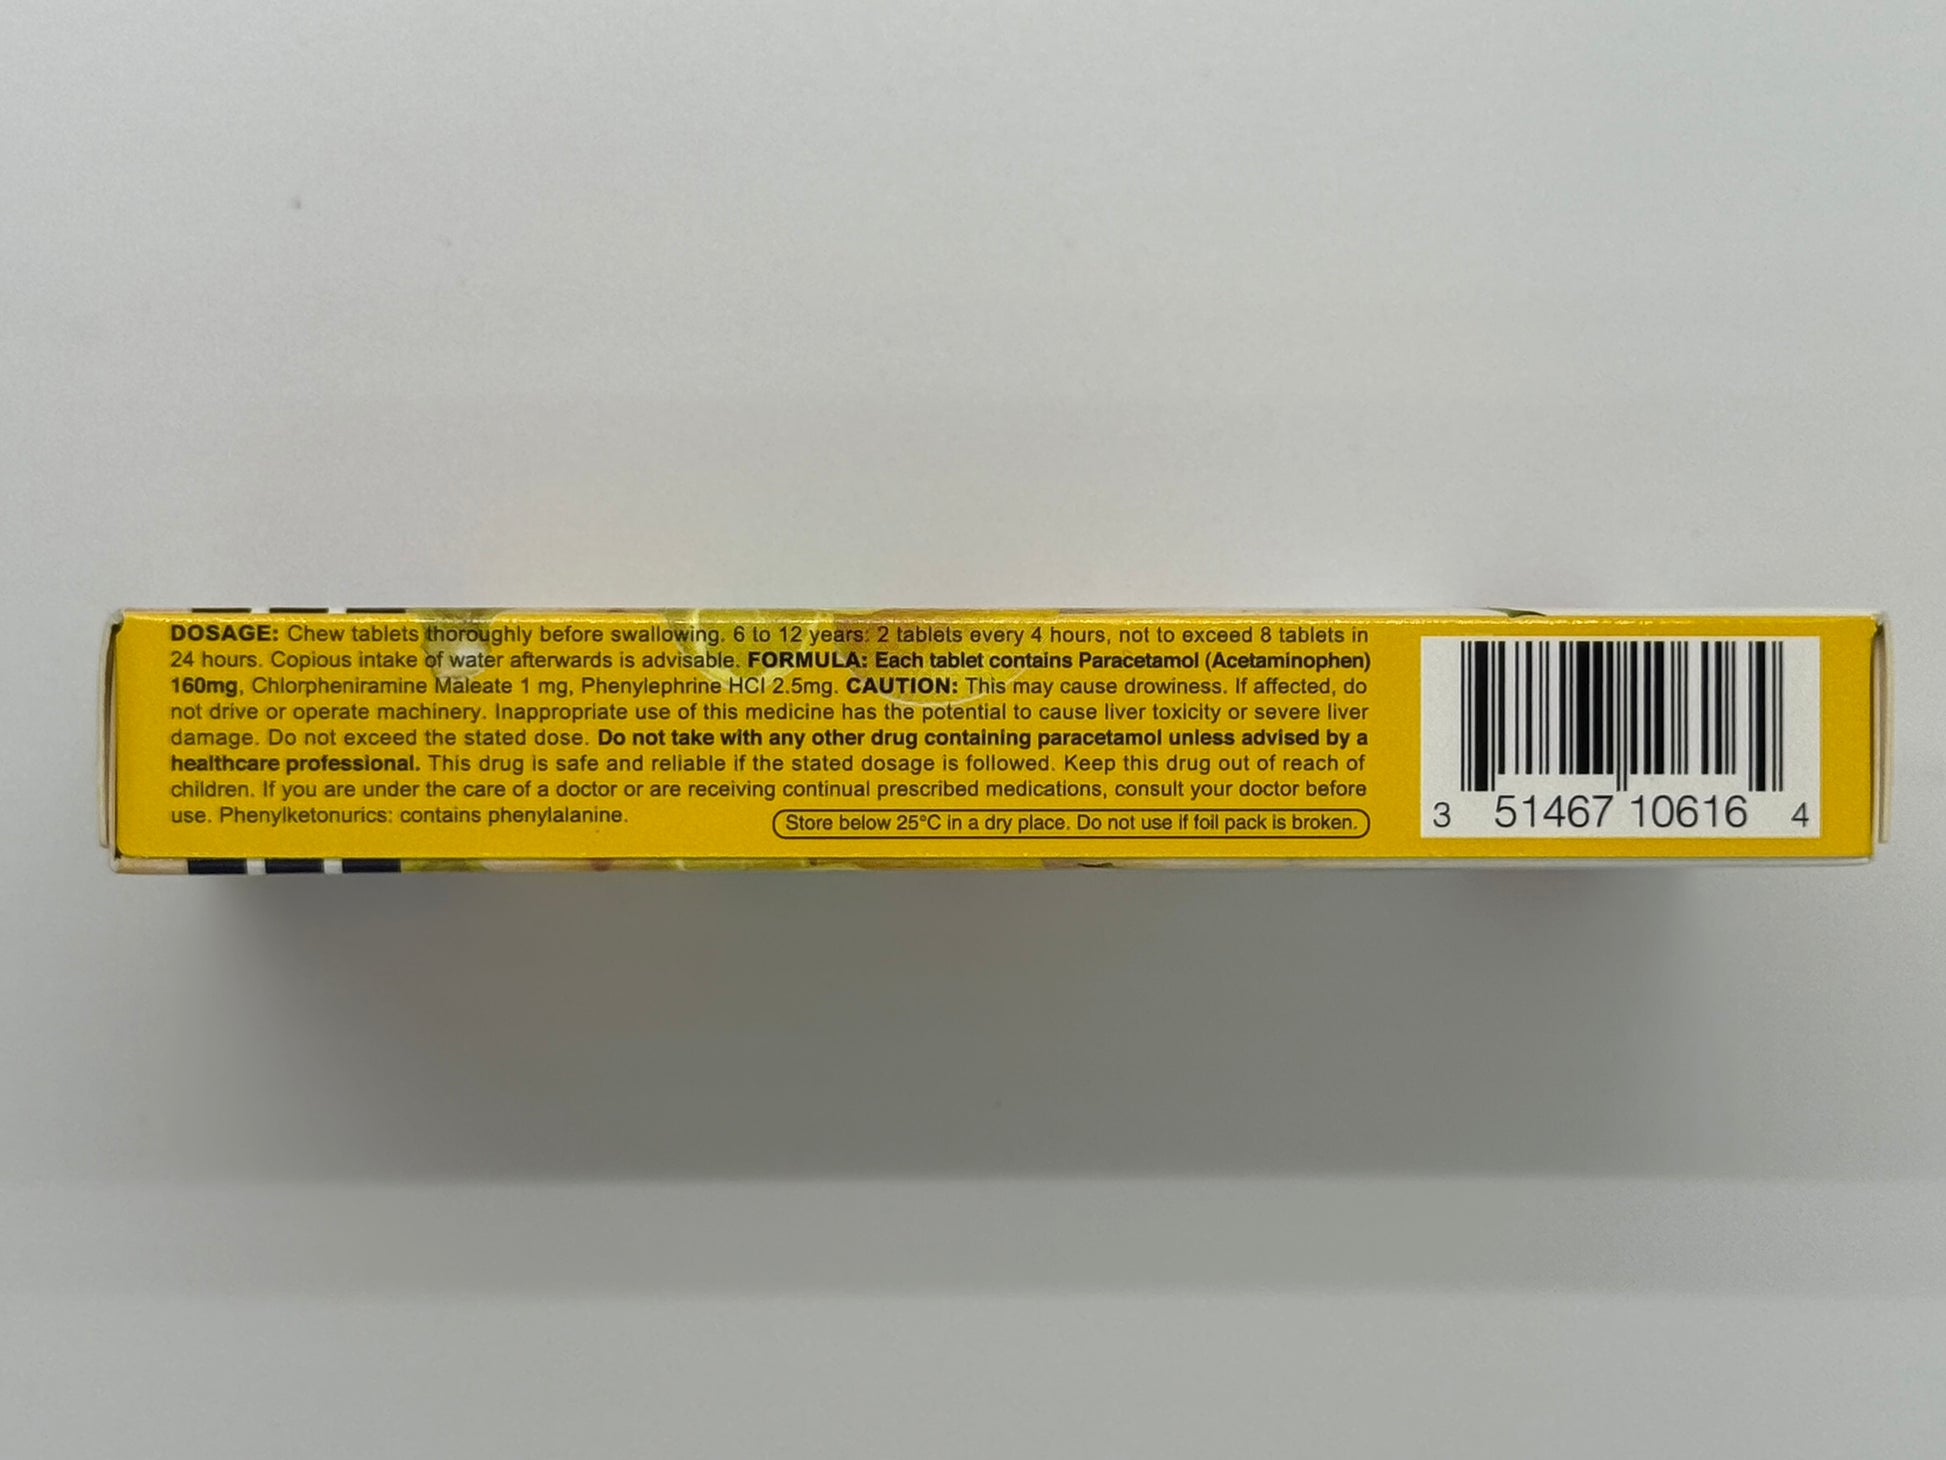 DOSAGE: Chew tablets thoroughly before swallowing. 6 to 12 years: 2 tablets every 4 hours, not to exceed 8 tablets in
24 hours. Copious intake of water afterwards is advisable. FORMULA: Each tablet contains Paracetamol (Acetaminophen)
160mg, Chlorpheniramine Maleate 1 mg, Phenylephrine HCl 2.5mg. CAUTION: This may cause drowiness. If affected, do
not drive or operate machinery. Inappropriate use of this medicine has the potential to cause liver toxicity or severe liver
damage. Do not exceed the stated dose. Do not take with any other drug containing paracetamol unless advised by a
healthcare professional. This drug is safe and reliable if the stated dosage is followed. Keep this drug out of reach of
children. If you are under the care of a doctor or are receiving continual prescribed medications, consult your doctor before
use. Phenylketonurics: contains phenylalanine.
Store below 25°C in a dry place. Do not use if foil pack is broken.
3 51467 10616 4